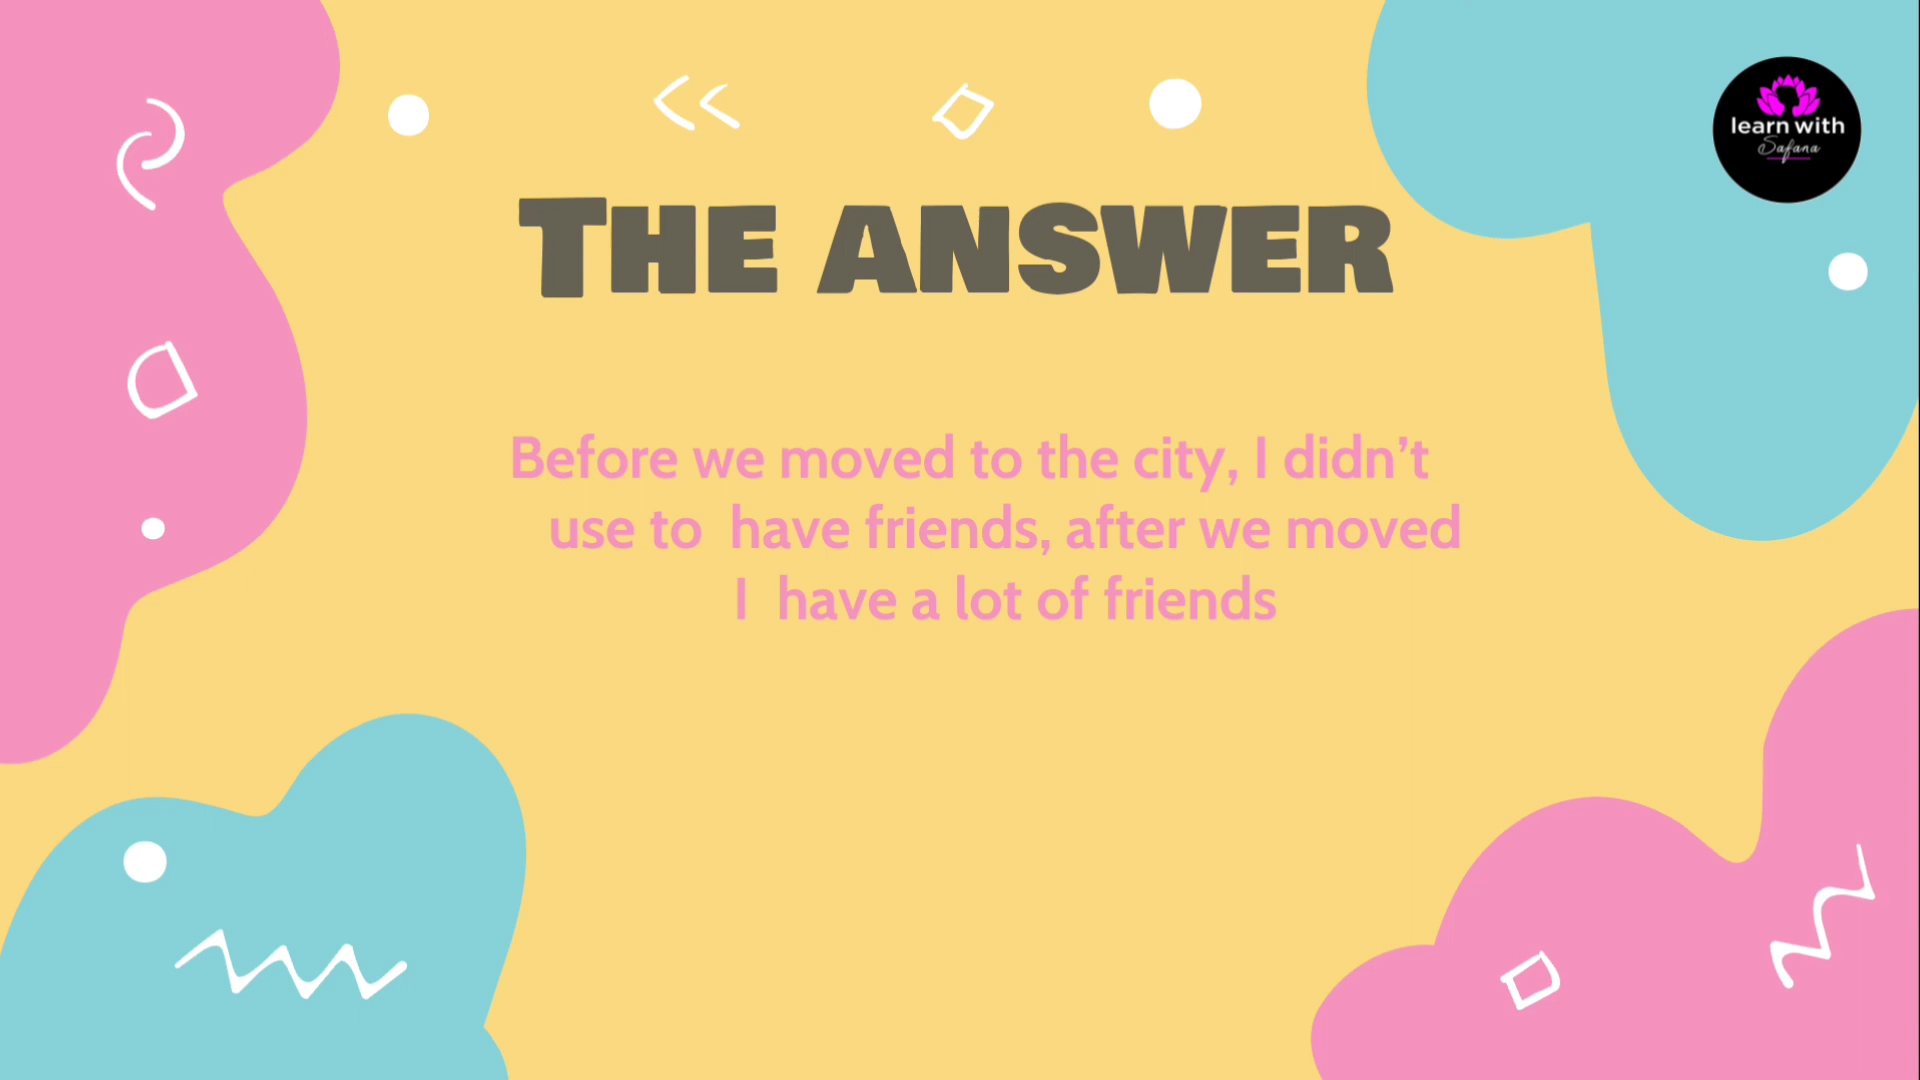 learn with
Safana
THE ANSWER
Before we moved to the city, I didn’t
use to have friends, after we moved
I have a lot of friends